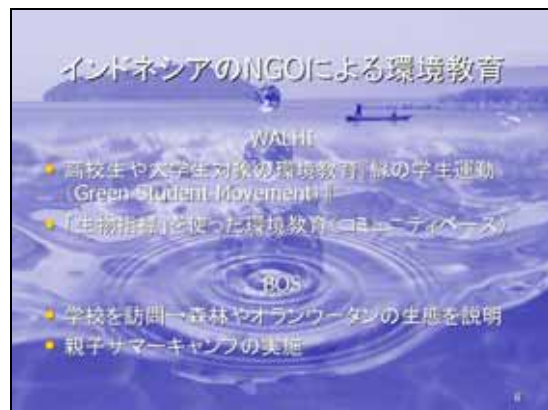 インドネシアのNGOによる環境教育
WALHI
高校生や大学生対象の環境教育『緑の学生運動
(Green Student Movement)』
「生物指標」を使った環境教育(コミュニティベース)
BOS
学校を訪問→森林やオランウータンの生態を説明
親子サマーキャンプの実施